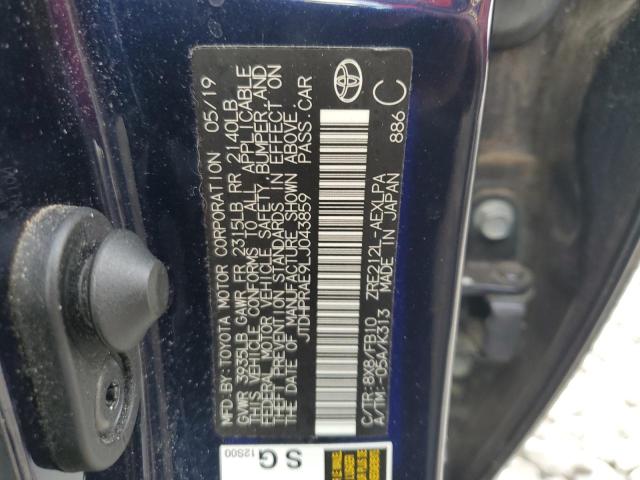 MFD.BY: TOYOTA MOTOR CORPORATION 05/19
GVWR 3935LB GAWR FR 2315LB RR 2140LB
THIS VEHICLE CONFORMS TO ALL APPLICABLE
FEDERAL MOTOR VEHICLE SAFETY, BUMPER, AND
THEFT PREVENTION STANDARDS IN EFFECT ON
THE DATE OF MANUFACTURE SHOWN ABOVE.
JTDHPRAE9LJ043859 PASS. CAR
C/TR: 8X8/FB10 ZRE212L-AEXLPA
A/TM: -05A/K313 MADE IN JAPAN
886 C
SG
12S00